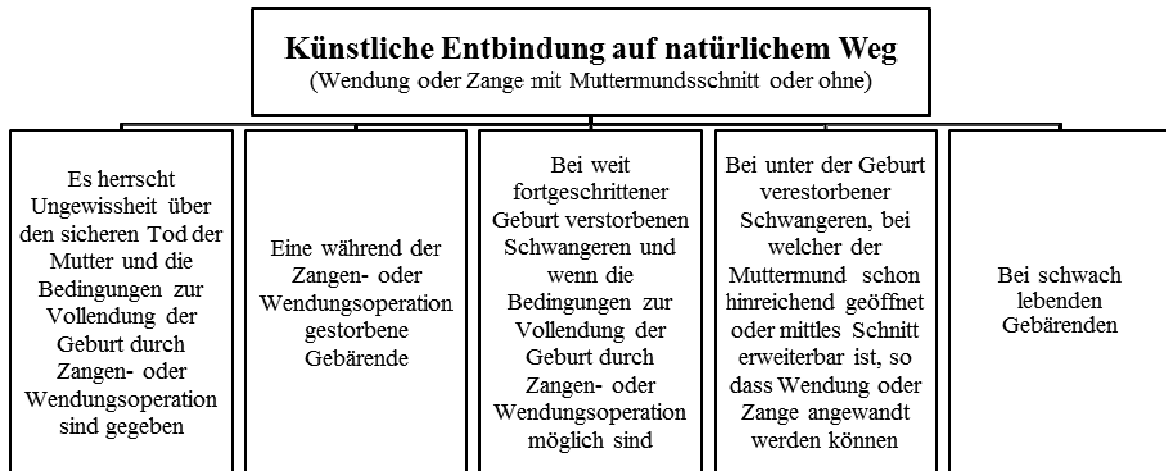 Künstliche Entbindung auf natürlichem Weg
(Wendung oder Zange mit Muttermundsschnitt oder ohne)
Es herrscht
Ungewissheit über
den sicheren Tod der
Mutter und die
Bedingungen zur
Vollendung der
Geburt durch
Zangen- oder
Wendungsoperation
sind gegeben
Eine während der
Zangen- oder
Wendungsoperation
gestorbene
Gebärende
Bei weit
fortgeschrittener
Geburt verstorbenen
Schwangeren und
wenn die
Bedingungen zur
Vollendung der
Geburt durch
Zangen- oder
Wendungsoperation
möglich sind
Bei unter der Geburt
verestorbener
Schwangeren, bei
welcher der
Muttermund schon
hinreichend geöffnet
oder mittles Schnitt
erweiterbar ist, so
dass Wendung oder
Zange angewandt
werden können
Bei schwach
lebenden
Gebärenden